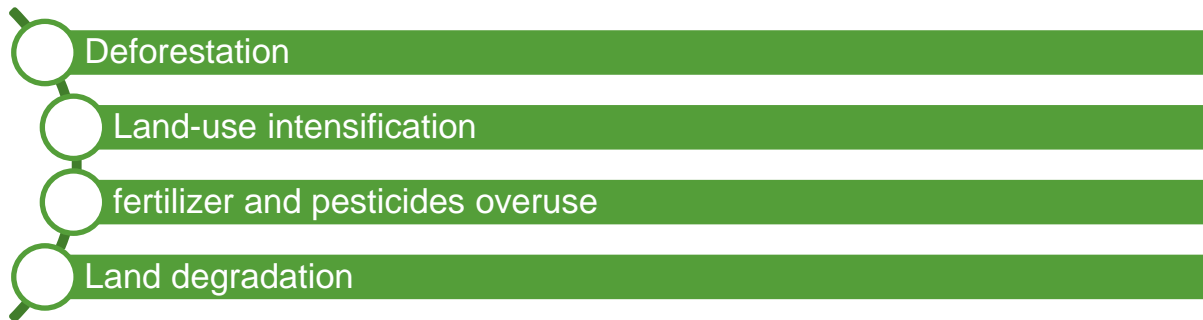 Deforestation
Land-use intensification
fertilizer and pesticides overuse
Land degradation